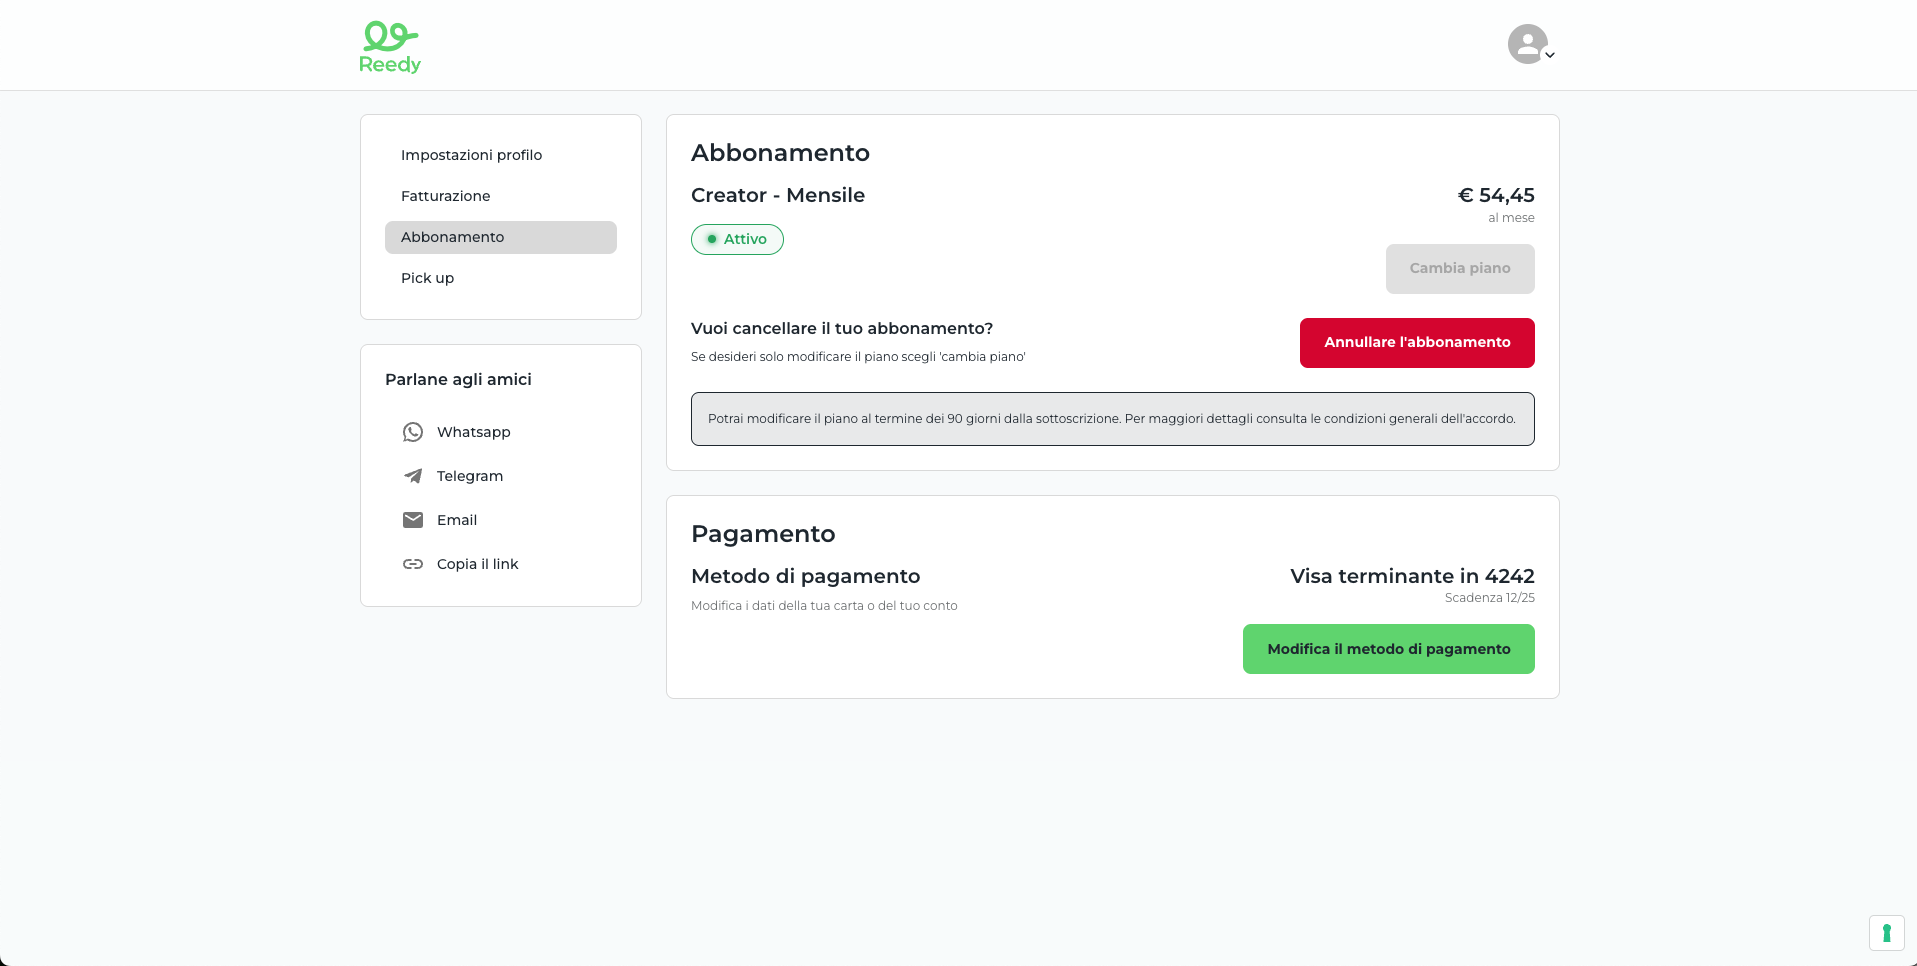 Reedy
Impostazioni profilo
Fatturazione
Abbonamento
Pick up
Parlane agli amici
Whatsapp
Telegram
Email
Copia il link
Abbonamento
Creator - Mensile
€ 54,45
al mese
Attivo
Cambia piano
Vuoi cancellare il tuo abbonamento?
Se desideri solo modificare il piano scegli 'cambia piano'
Annullare l'abbonamento
Potrai modificare il piano al termine dei 90 giorni dalla sottoscrizione. Per maggiori dettagli consulta le condizioni generali dell'accordo.
Pagamento
Metodo di pagamento
Modifica i dati della tua carta o del tuo conto
Visa terminante in 4242
Scadenza 12/25
Modifica il metodo di pagamento